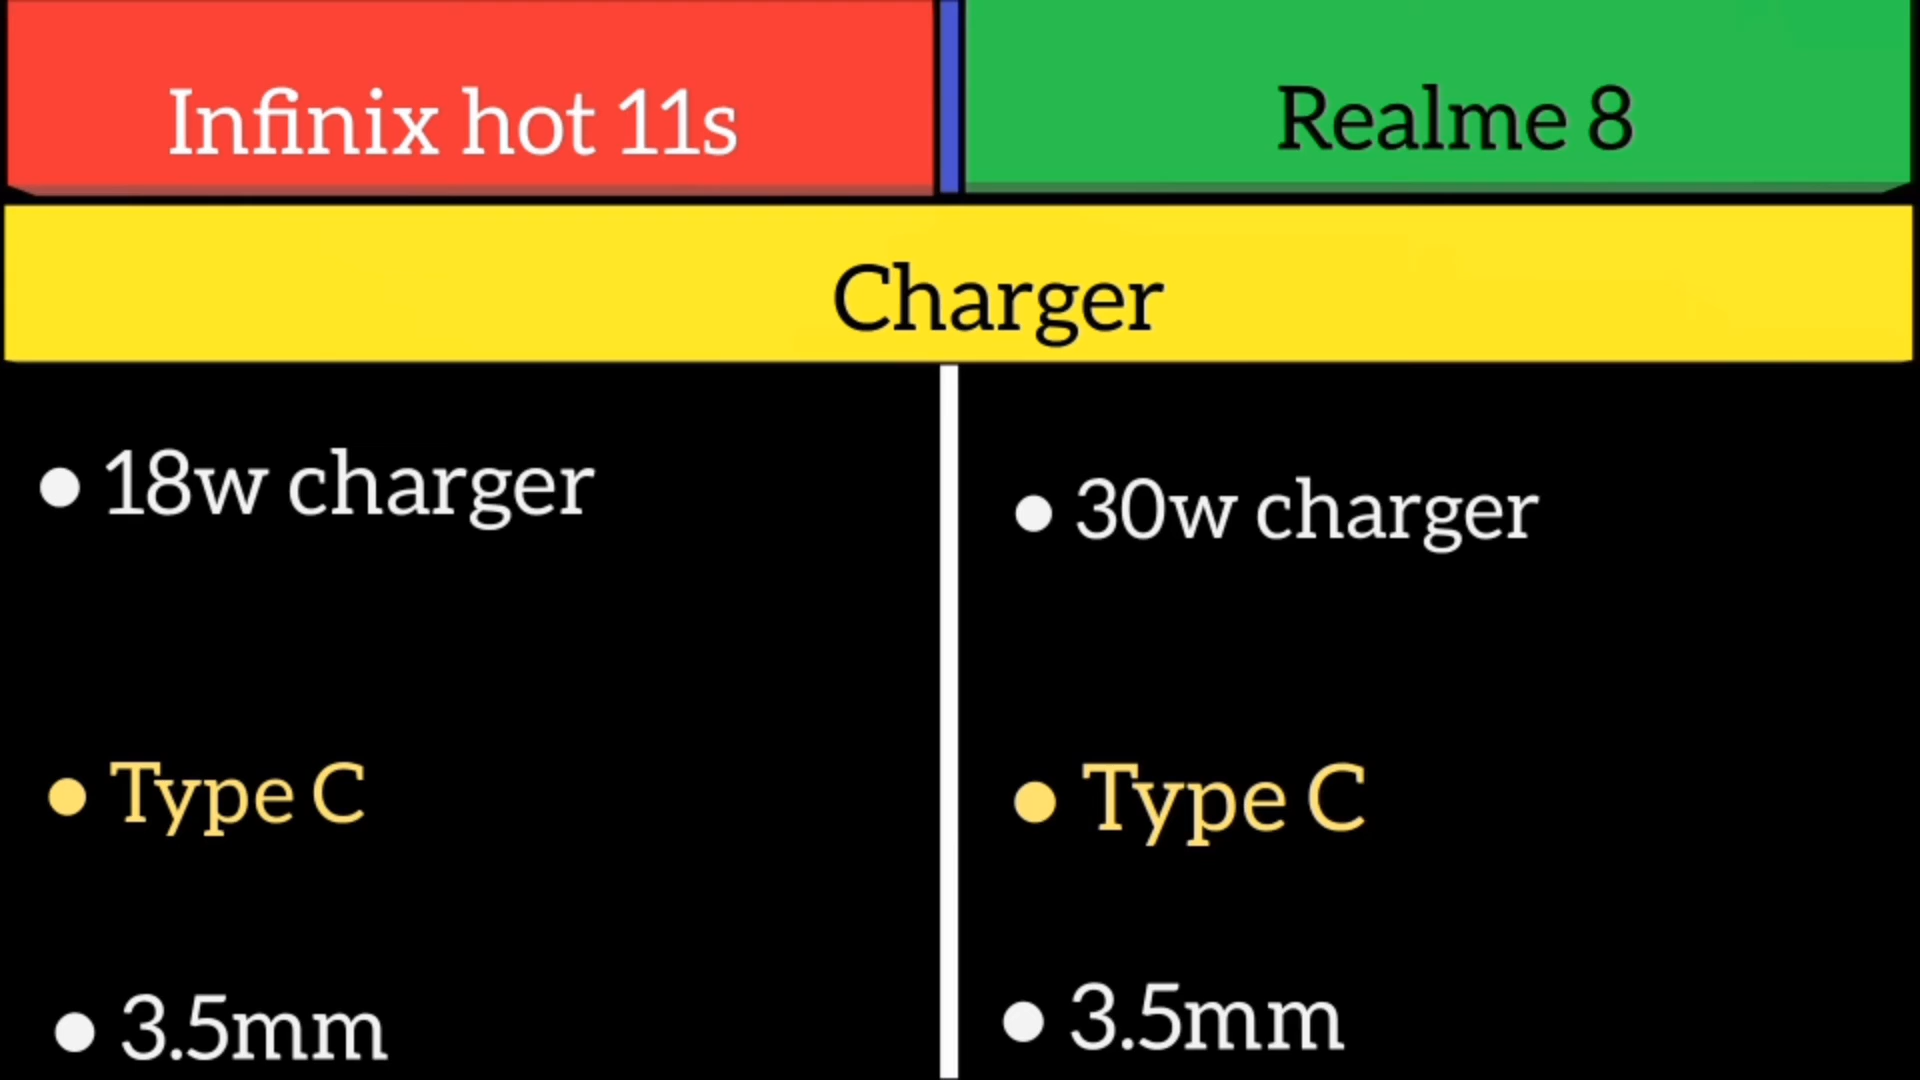 Infinix hot 11s
Realme 8
Charger
18w charger
30w charger
Type C
Type C
3.5mm
3.5mm